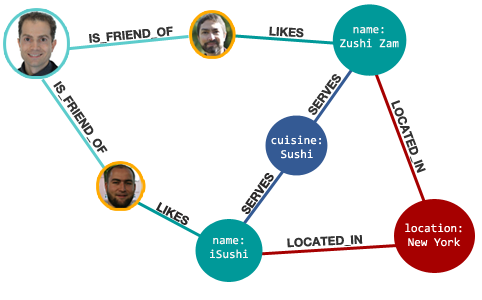 IS_FRIEND_OF
LIKES
name:
Zushi Zam
IS_FRIEND_OF
SERVES
LOCATED_IN
cuisine:
Sushi
SERVES
LIKES
name:
iSushi
LOCATED_IN
location:
New York